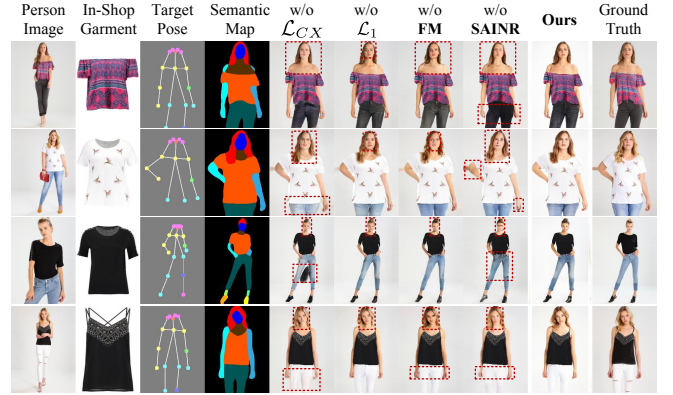 Person In-Shop Target Semantic w/o w/o w/o w/o Ours Ground
Image Garment Pose Map L_CX L_1 FM SAINR Truth